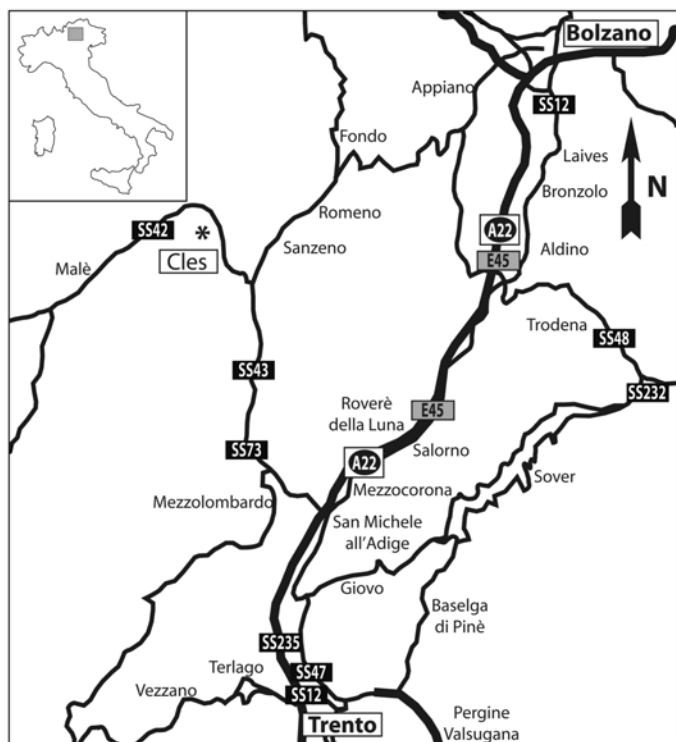 Bolzano
Appiano
SS12
Fondo
Laives
Bronzolo
N
Romeno
SS42
A22
Sanzeno
Aldino
Cles
E45
Malè
Trodena
SS48
SS43
SS232
Roverè
della Luna
E45
SS73
Salorno
A22
Sover
Mezzocorona
Mezzolombardo
San Michele
all'Adige
Giovo
Baselga
di Pinè
SS235
Terlago
SS47
Vezzano
SS12
Trento
Pergine
Valsugana